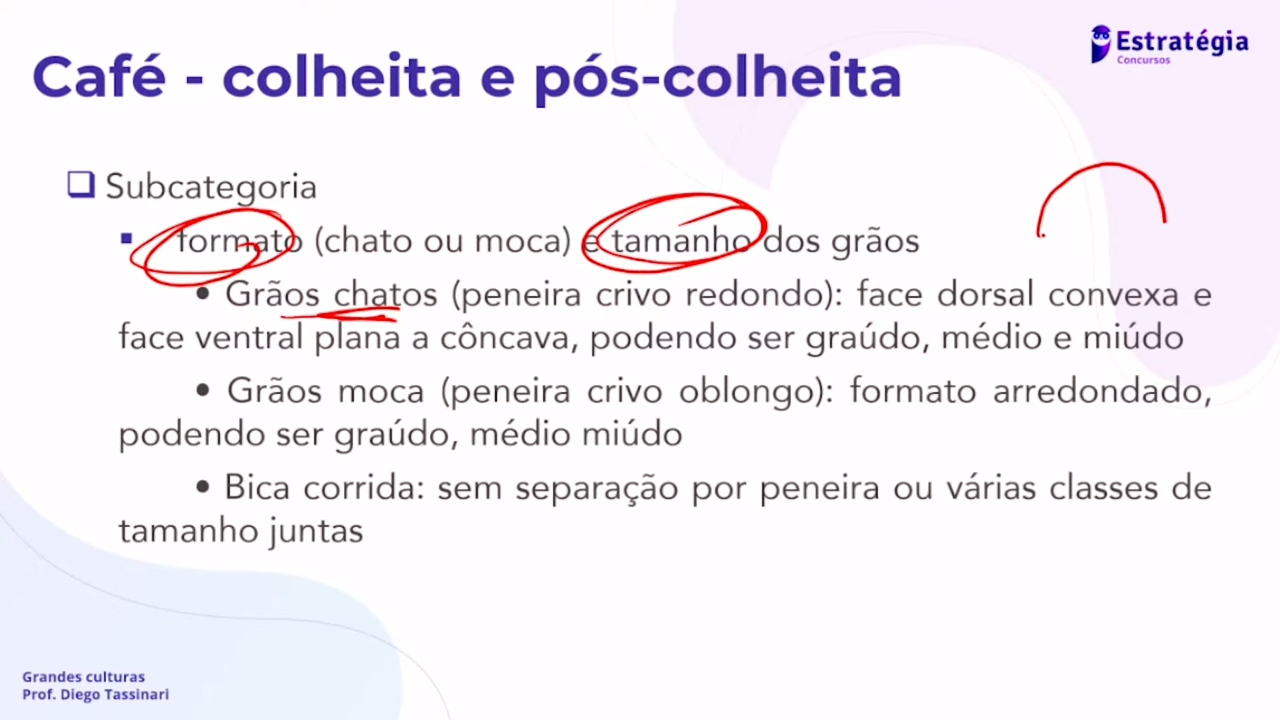 Estratégia
Concursos
Café - colheita e pós-colheita
Subcategoria
formato (chato ou moca) e tamanho dos grãos
• Grãos chatos (peneira crivo redondo): face dorsal convexa e
face ventral plana a côncava, podendo ser graúdo, médio e miúdo
• Grãos moca (peneira crivo oblongo): formato arredondado,
podendo ser graúdo, médio miúdo
• Bica corrida: sem separação por peneira ou várias classes de
tamanho juntas
Grandes culturas
Prof. Diego Tassinari